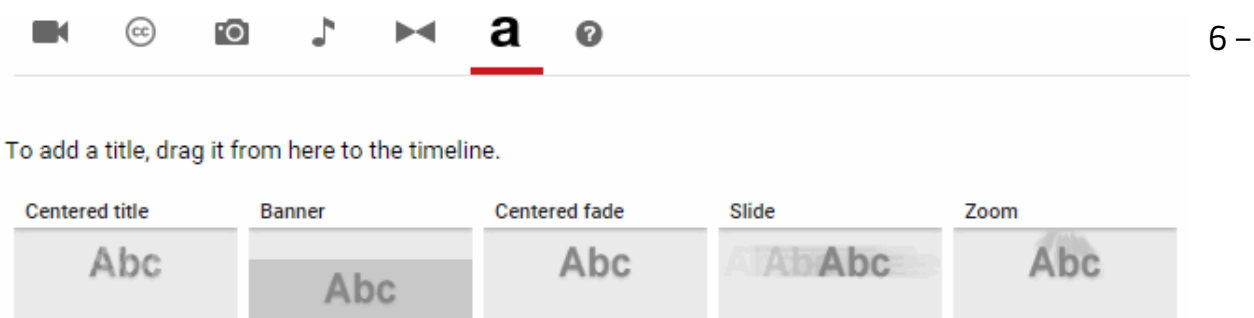 cc a ? 6 –
To add a title, drag it from here to the timeline.
Centered title Banner Centered fade Slide Zoom
Abc Abc Abc Abc Abc